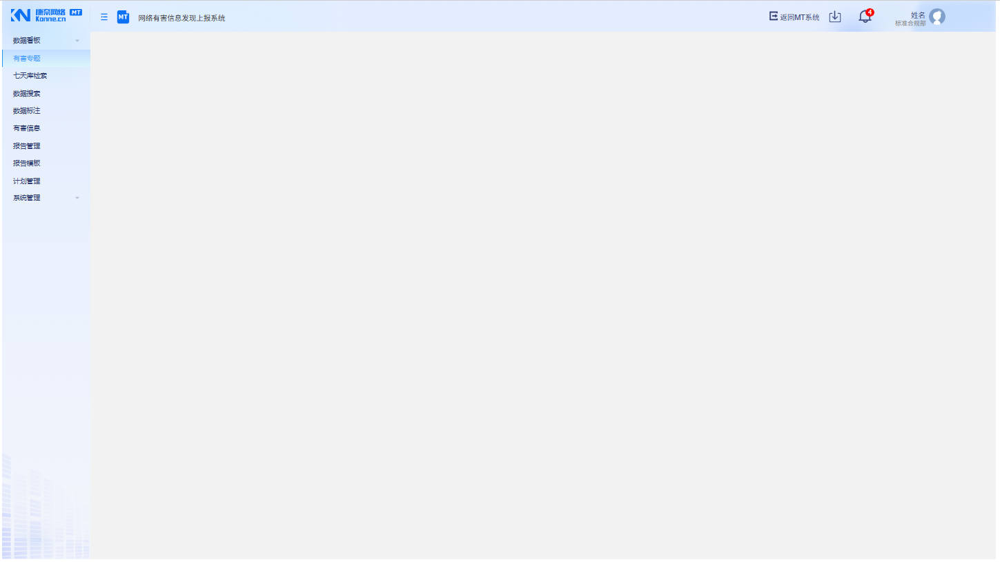 康奈网络 MT
Konne.cn
MT 网络有害信息发现上报系统
返回MT系统
4
姓名
标准合规部
数据看板
有害专题
七天库检索
数据搜索
数据标注
有害信息
报告管理
报告模板
计划管理
系统管理